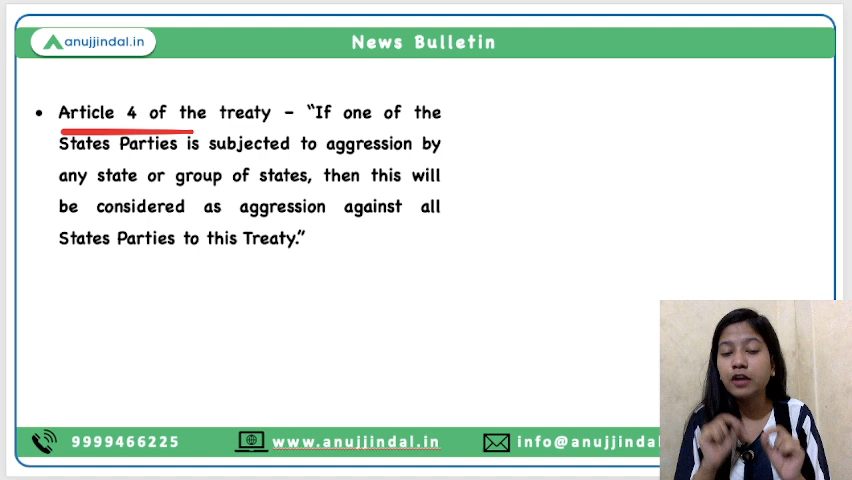 anujjindal.in
News Bulletin
• Article 4 of the treaty – “If one of the
States Parties is subjected to aggression by
any state or group of states, then this will
be considered as aggression against all
States Parties to this Treaty.”
9999466225
www.anujjindal.in
info@anujjindal